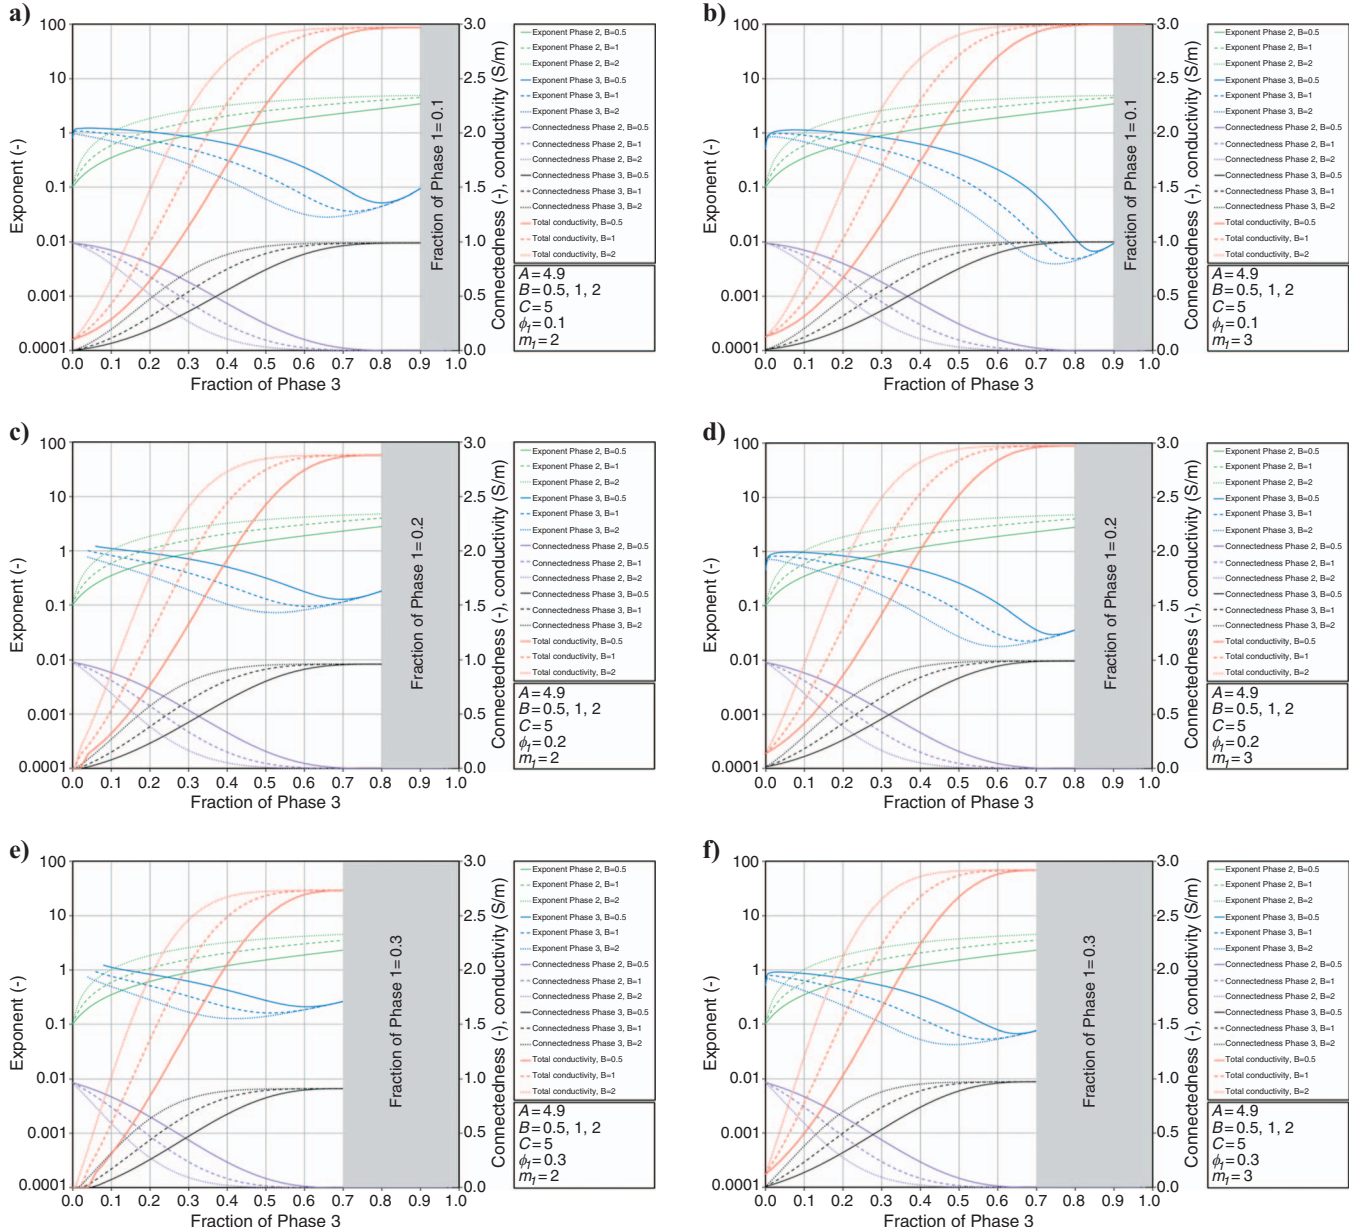 a)
Exponent (-)
100
10
1
0.1
0.01
0.001
0.0001
0.0 0.1 0.2 0.3 0.4 0.5 0.6 0.7 0.8 0.9 1.0
Fraction of Phase 3
Fraction of Phase 1=0.1
3.0
2.5
2.0
1.5
1.0
0.5
0.0
Connectedness (-), conductivity (S/m)
Exponent Phase 2, B=0.5
Exponent Phase 2, B=1
Exponent Phase 2, B=2
Exponent Phase 3, B=0.5
Exponent Phase 3, B=1
Exponent Phase 3, B=2
Connectedness Phase 2, B=0.5
Connectedness Phase 2, B=1
Connectedness Phase 2, B=2
Connectedness Phase 3, B=0.5
Connectedness Phase 3, B=1
Connectedness Phase 3, B=2
Total conductivity, B=0.5
Total conductivity, B=1
Total conductivity, B=2
A=4.9
B=0.5, 1, 2
C=5
ϕ₁=0.1
m₁=2
b)
Exponent (-)
100
10
1
0.1
0.01
0.001
0.0001
0.0 0.1 0.2 0.3 0.4 0.5 0.6 0.7 0.8 0.9 1.0
Fraction of Phase 3
Fraction of Phase 1=0.1
3.0
2.5
2.0
1.5
1.0
0.5
0.0
Connectedness (-), conductivity (S/m)
Exponent Phase 2, B=0.5
Exponent Phase 2, B=1
Exponent Phase 2, B=2
Exponent Phase 3, B=0.5
Exponent Phase 3, B=1
Exponent Phase 3, B=2
Connectedness Phase 2, B=0.5
Connectedness Phase 2, B=1
Connectedness Phase 2, B=2
Connectedness Phase 3, B=0.5
Connectedness Phase 3, B=1
Connectedness Phase 3, B=2
Total conductivity, B=0.5
Total conductivity, B=1
Total conductivity, B=2
A=4.9
B=0.5, 1, 2
C=5
ϕ₁=0.1
m₁=3
c)
Exponent (-)
100
10
1
0.1
0.01
0.001
0.0001
0.0 0.1 0.2 0.3 0.4 0.5 0.6 0.7 0.8 0.9 1.0
Fraction of Phase 3
Fraction of Phase 1=0.2
3.0
2.5
2.0
1.5
1.0
0.5
0.0
Connectedness (-), conductivity (S/m)
Exponent Phase 2, B=0.5
Exponent Phase 2, B=1
Exponent Phase 2, B=2
Exponent Phase 3, B=0.5
Exponent Phase 3, B=1
Exponent Phase 3, B=2
Connectedness Phase 2, B=0.5
Connectedness Phase 2, B=1
Connectedness Phase 2, B=2
Connectedness Phase 3, B=0.5
Connectedness Phase 3, B=1
Connectedness Phase 3, B=2
Total conductivity, B=0.5
Total conductivity, B=1
Total conductivity, B=2
A=4.9
B=0.5, 1, 2
C=5
ϕ₁=0.2
m₁=2
d)
Exponent (-)
100
10
1
0.1
0.01
0.001
0.0001
0.0 0.1 0.2 0.3 0.4 0.5 0.6 0.7 0.8 0.9 1.0
Fraction of Phase 3
Fraction of Phase 1=0.2
3.0
2.5
2.0
1.5
1.0
0.5
0.0
Connectedness (-), conductivity (S/m)
Exponent Phase 2, B=0.5
Exponent Phase 2, B=1
Exponent Phase 2, B=2
Exponent Phase 3, B=0.5
Exponent Phase 3, B=1
Exponent Phase 3, B=2
Connectedness Phase 2, B=0.5
Connectedness Phase 2, B=1
Connectedness Phase 2, B=2
Connectedness Phase 3, B=0.5
Connectedness Phase 3, B=1
Connectedness Phase 3, B=2
Total conductivity, B=0.5
Total conductivity, B=1
Total conductivity, B=2
A=4.9
B=0.5, 1, 2
C=5
ϕ₁=0.2
m₁=3
e)
Exponent (-)
100
10
1
0.1
0.01
0.001
0.0001
0.0 0.1 0.2 0.3 0.4 0.5 0.6 0.7 0.8 0.9 1.0
Fraction of Phase 3
Fraction of Phase 1=0.3
3.0
2.5
2.0
1.5
1.0
0.5
0.0
Connectedness (-), conductivity (S/m)
Exponent Phase 2, B=0.5
Exponent Phase 2, B=1
Exponent Phase 2, B=2
Exponent Phase 3, B=0.5
Exponent Phase 3, B=1
Exponent Phase 3, B=2
Connectedness Phase 2, B=0.5
Connectedness Phase 2, B=1
Connectedness Phase 2, B=2
Connectedness Phase 3, B=0.5
Connectedness Phase 3, B=1
Connectedness Phase 3, B=2
Total conductivity, B=0.5
Total conductivity, B=1
Total conductivity, B=2
A=4.9
B=0.5, 1, 2
C=5
ϕ₁=0.3
m₁=2
f)
Exponent (-)
100
10
1
0.1
0.01
0.001
0.0001
0.0 0.1 0.2 0.3 0.4 0.5 0.6 0.7 0.8 0.9 1.0
Fraction of Phase 3
Fraction of Phase 1=0.3
3.0
2.5
2.0
1.5
1.0
0.5
0.0
Connectedness (-), conductivity (S/m)
Exponent Phase 2, B=0.5
Exponent Phase 2, B=1
Exponent Phase 2, B=2
Exponent Phase 3, B=0.5
Exponent Phase 3, B=1
Exponent Phase 3, B=2
Connectedness Phase 2, B=0.5
Connectedness Phase 2, B=1
Connectedness Phase 2, B=2
Connectedness Phase 3, B=0.5
Connectedness Phase 3, B=1
Connectedness Phase 3, B=2
Total conductivity, B=0.5
Total conductivity, B=1
Total conductivity, B=2
A=4.9
B=0.5, 1, 2
C=5
ϕ₁=0.3
m₁=3